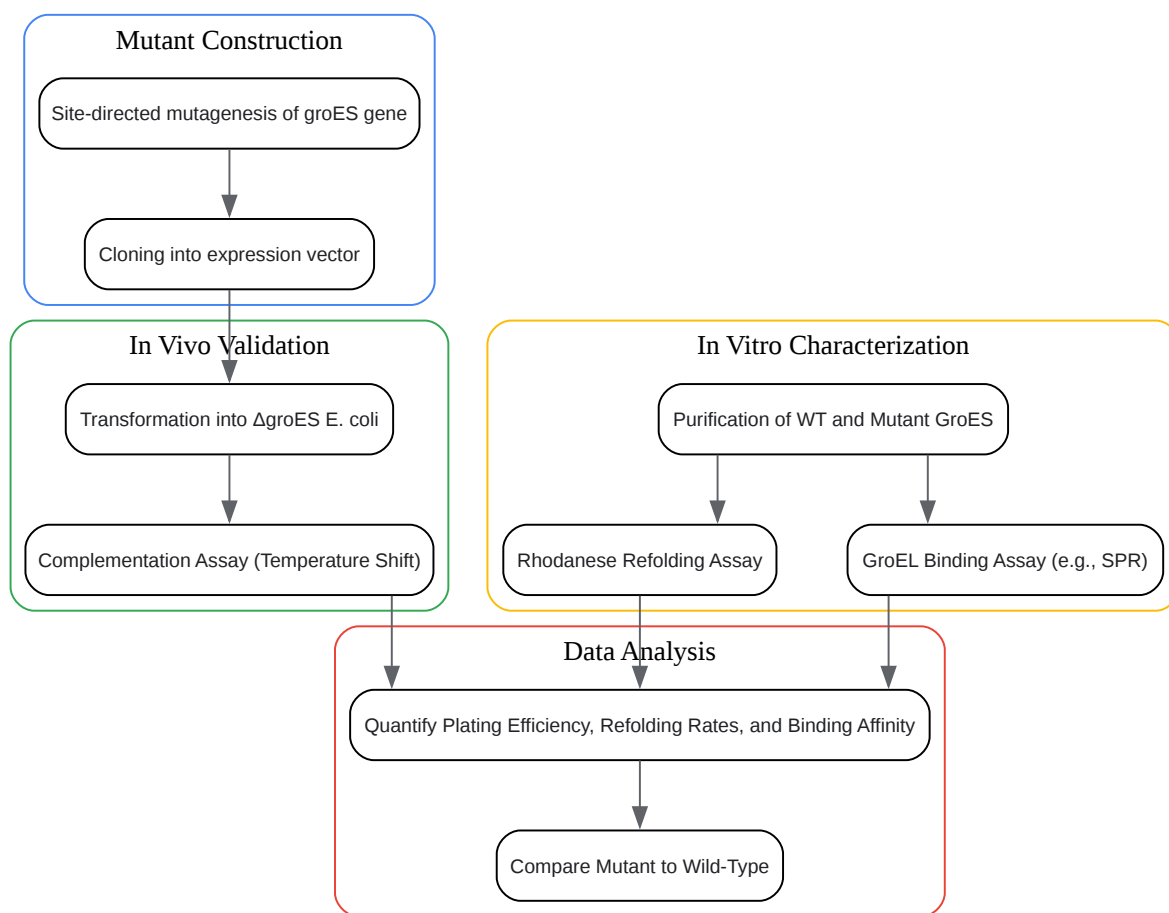 Mutant Construction
Site-directed mutagenesis of groES gene
Cloning into expression vector
In Vivo Validation
Transformation into ΔgroES E. coli
Complementation Assay (Temperature Shift)
In Vitro Characterization
Purification of WT and Mutant GroES
Rhodanese Refolding Assay
GroEL Binding Assay (e.g., SPR)
Data Analysis
Quantify Plating Efficiency, Refolding Rates, and Binding Affinity
Compare Mutant to Wild-Type